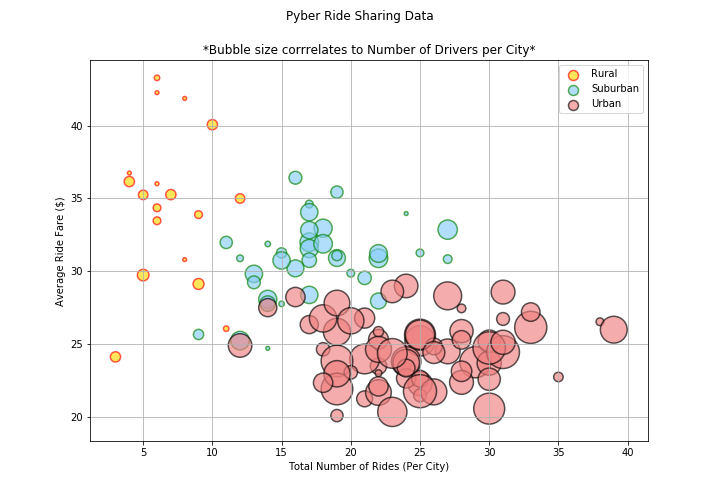 Pyber Ride Sharing Data
*Bubble size corrrelates to Number of Drivers per City*
Rural
Suburban
Urban
Average Ride Fare ($)
40
35
30
25
20
5
10
15
20
25
30
35
40
Total Number of Rides (Per City)